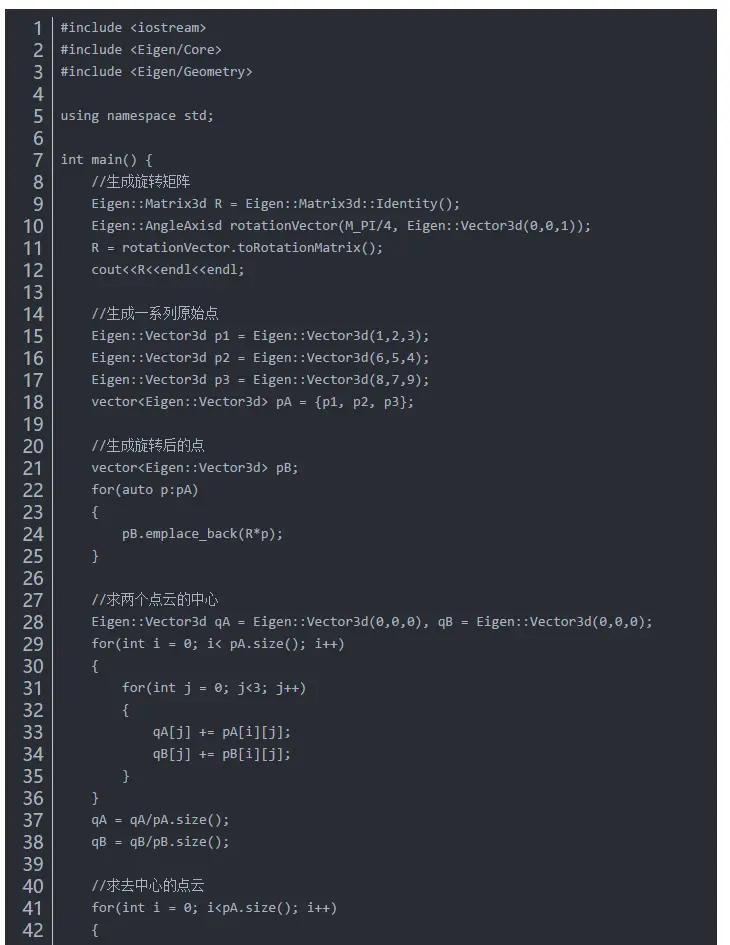 1 #include <iostream>
2 #include <Eigen/Core>
3 #include <Eigen/Geometry>
4
5 using namespace std;
6
7 int main() {
8     //生成旋转矩阵
9     Eigen::Matrix3d R = Eigen::Matrix3d::Identity();
10     Eigen::AngleAxisd rotationVector(M_PI/4, Eigen::Vector3d(0,0,1));
11     R = rotationVector.toRotationMatrix();
12     cout<<R<<endl<<endl;
13
14     //生成一系列原始点
15     Eigen::Vector3d p1 = Eigen::Vector3d(1,2,3);
16     Eigen::Vector3d p2 = Eigen::Vector3d(6,5,4);
17     Eigen::Vector3d p3 = Eigen::Vector3d(8,7,9);
18     vector<Eigen::Vector3d> pA = {p1, p2, p3};
19
20     //生成旋转后的点
21     vector<Eigen::Vector3d> pB;
22     for(auto p:pA)
23     {
24         pB.emplace_back(R*p);
25     }
26
27     //求两个点云的中心
28     Eigen::Vector3d qA = Eigen::Vector3d(0,0,0), qB = Eigen::Vector3d(0,0,0);
29     for(int i = 0; i< pA.size(); i++)
30     {
31         for(int j = 0; j<3; j++)
32         {
33             qA[j] += pA[i][j];
34             qB[j] += pB[i][j];
35         }
36     }
37     qA = qA/pA.size();
38     qB = qB/pB.size();
39
40     //求去中心的点云
41     for(int i = 0; i<pA.size(); i++)
42     {